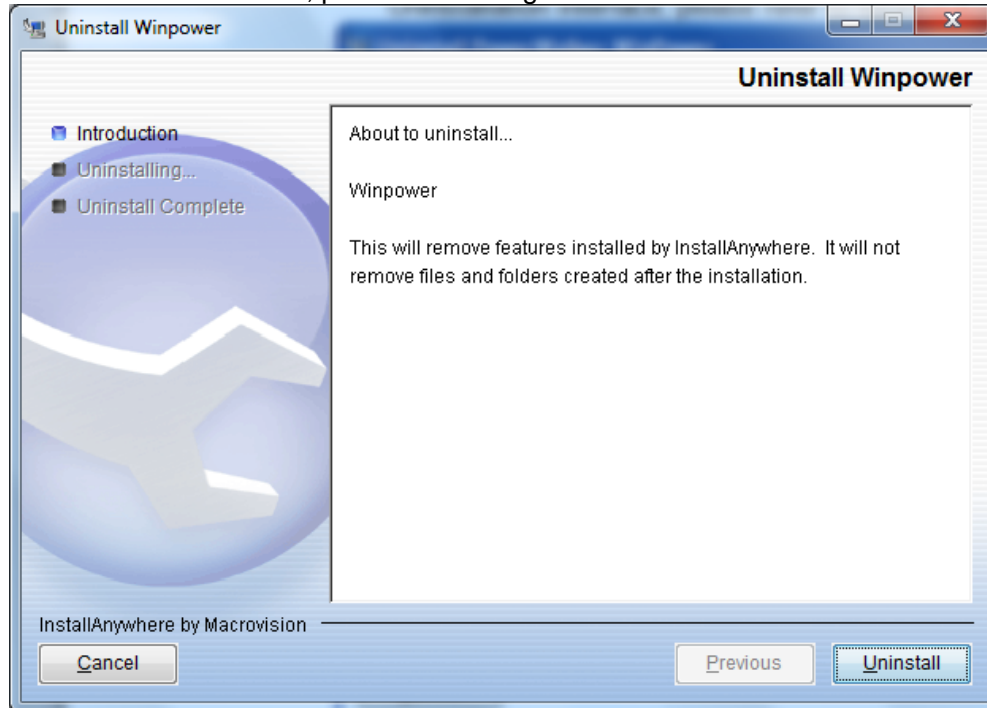 Uninstall Winpower
Uninstall Winpower
Introduction
Uninstalling...
Uninstall Complete
About to uninstall...
Winpower
This will remove features installed by InstallAnywhere. It will not
remove files and folders created after the installation.
InstallAnywhere by Macrovision
Cancel
Previous
Uninstall